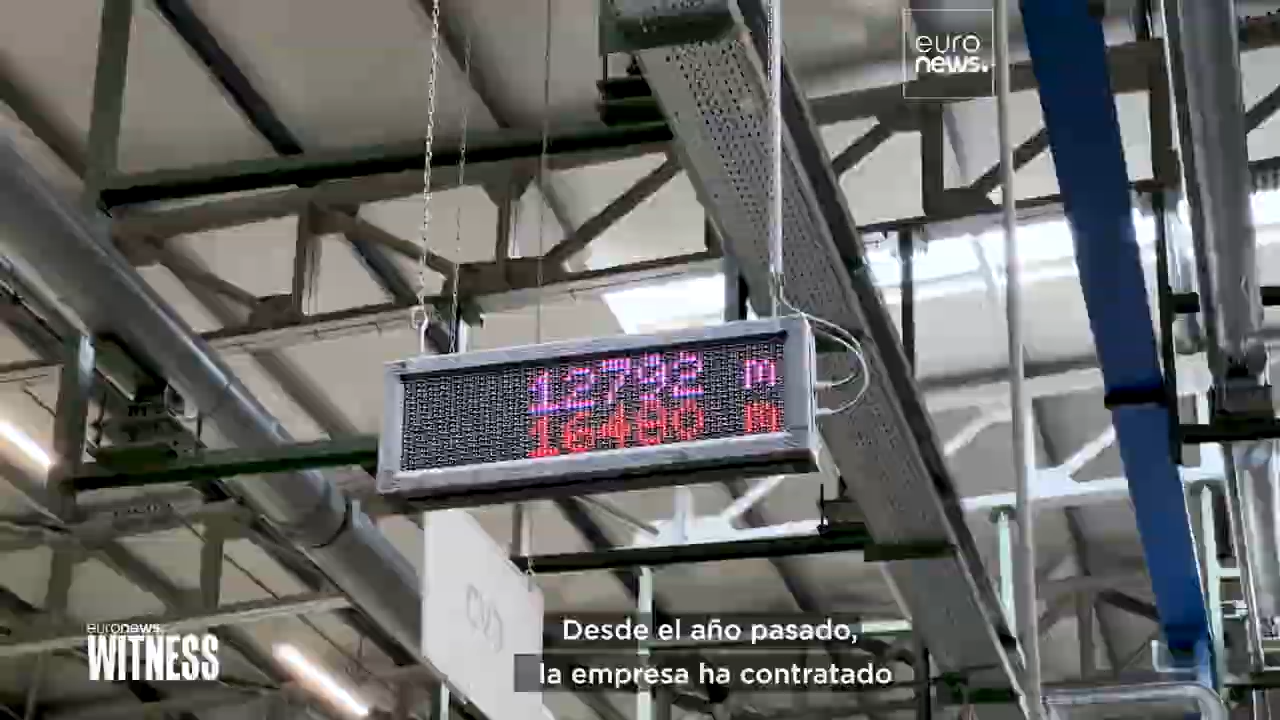 euro
news.
12792 m
16480 m
euronews.
WITNESS
Desde el año pasado,
la empresa ha contratado